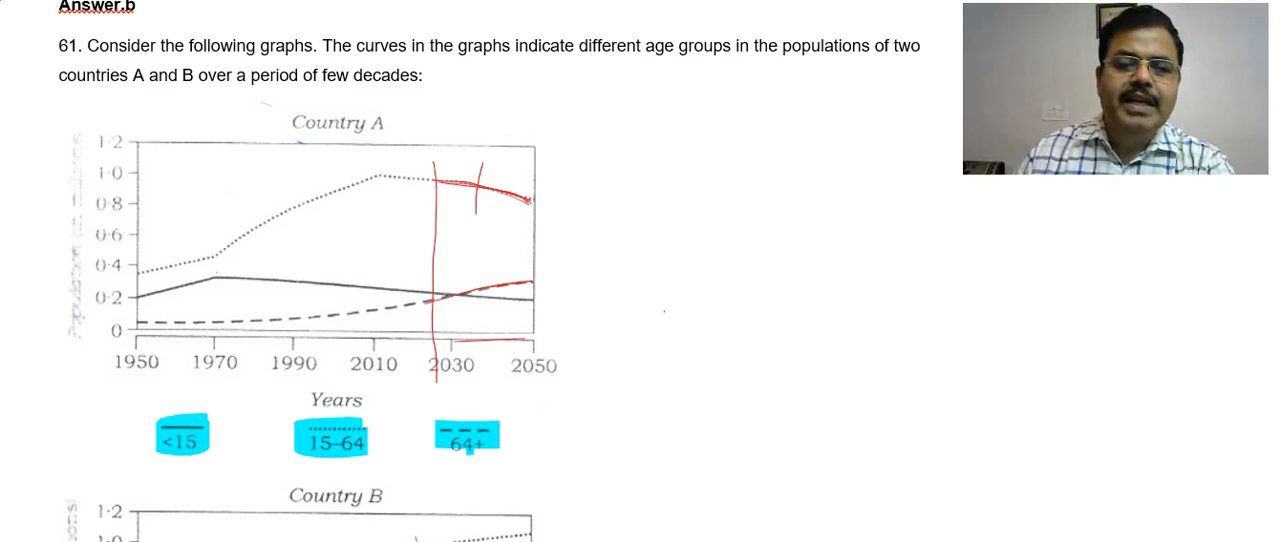 Answer.b
61. Consider the following graphs. The curves in the graphs indicate different age groups in the populations of two
countries A and B over a period of few decades:
Country A
1·2
1·0
0·8
0·6
0·4
0·2
0
1950 1970 1990 2010 2030 2050
Years
<15 15–64 64+
Country B
1·2
1·0